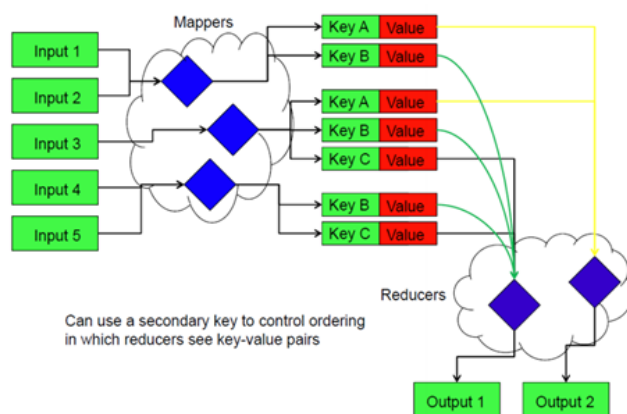 Mappers
Input 1
Input 2
Input 3
Input 4
Input 5
Key A Value
Key B Value
Key A Value
Key B Value
Key C Value
Key B Value
Key C Value
Reducers
Can use a secondary key to control ordering
in which reducers see key-value pairs
Output 1
Output 2